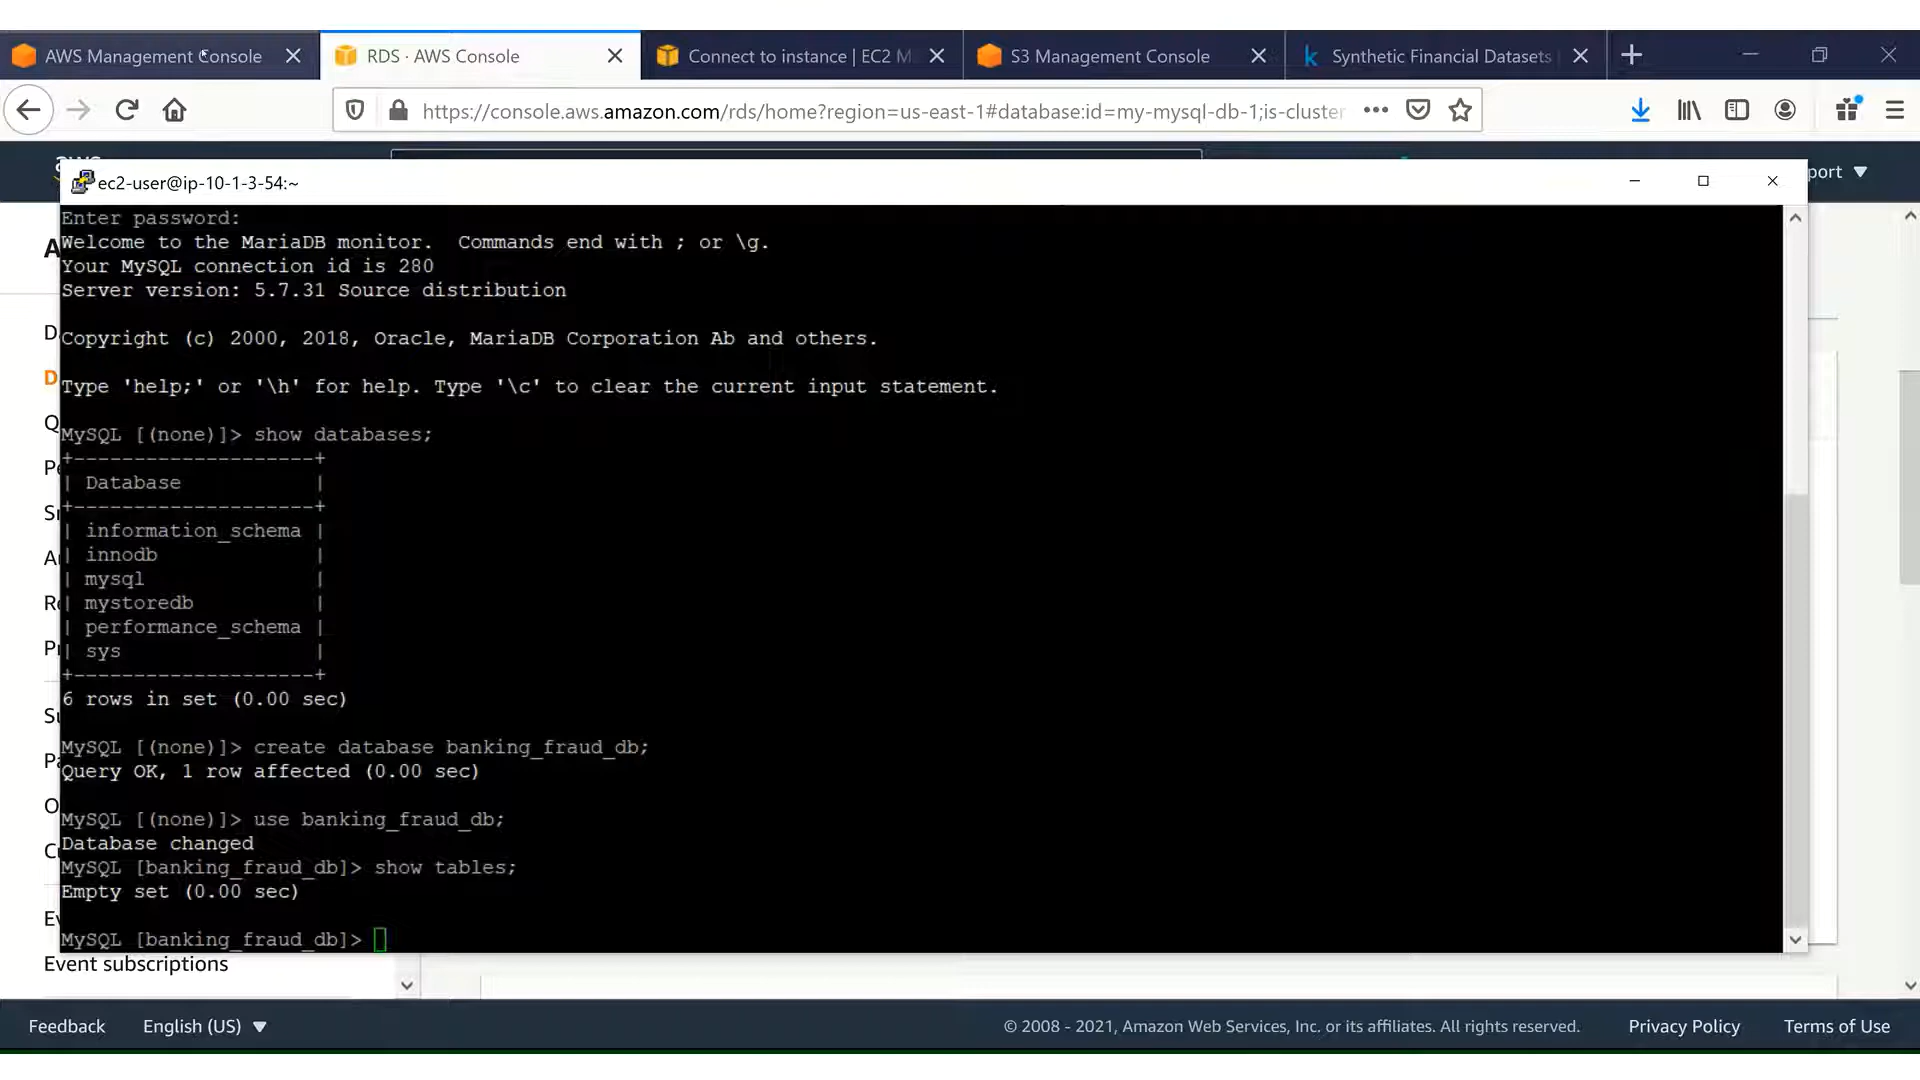 AWS Management Console
RDS · AWS Console
Connect to instance | EC2 M
S3 Management Console
Synthetic Financial Datasets
https://console.aws.amazon.com/rds/home?region=us-east-1#database:id=my-mysql-db-1;is-cluster
port
ec2-user@ip-10-1-3-54:~
Enter password:
Welcome to the MariaDB monitor.  Commands end with ; or \g.
Your MySQL connection id is 280
Server version: 5.7.31 Source distribution
Copyright (c) 2000, 2018, Oracle, MariaDB Corporation Ab and others.
Type 'help;' or '\h' for help. Type '\c' to clear the current input statement.
MySQL [(none)]> show databases;
+--------------------+
| Database           |
+--------------------+
| information_schema |
| innodb             |
| mysql              |
| mystoredb          |
| performance_schema |
| sys                |
+--------------------+
6 rows in set (0.00 sec)
MySQL [(none)]> create database banking_fraud_db;
Query OK, 1 row affected (0.00 sec)
MySQL [(none)]> use banking_fraud_db;
Database changed
MySQL [banking_fraud_db]> show tables;
Empty set (0.00 sec)
MySQL [banking_fraud_db]>
Event subscriptions
Feedback
English (US)
© 2008 - 2021, Amazon Web Services, Inc. or its affiliates. All rights reserved.
Privacy Policy
Terms of Use